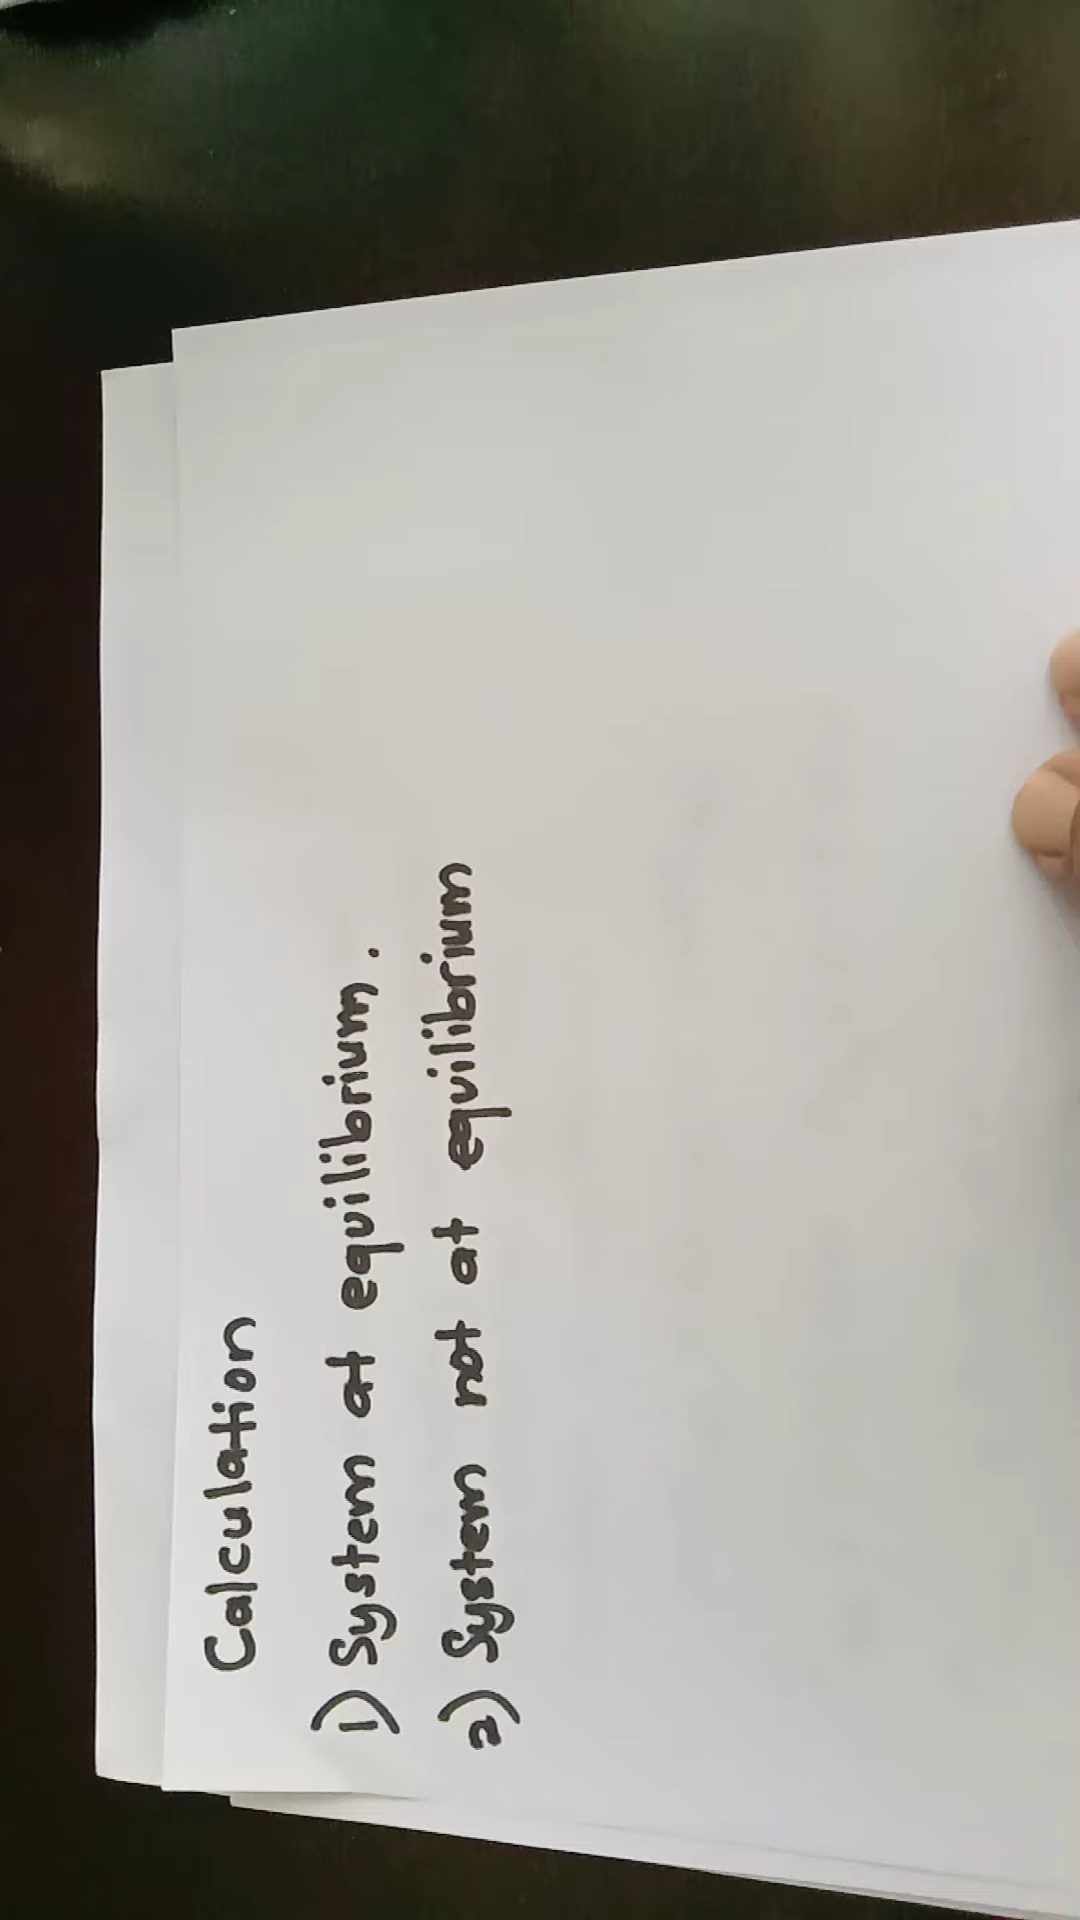 Calculation
1) System at equilibrium.
2) System not at equilibrium